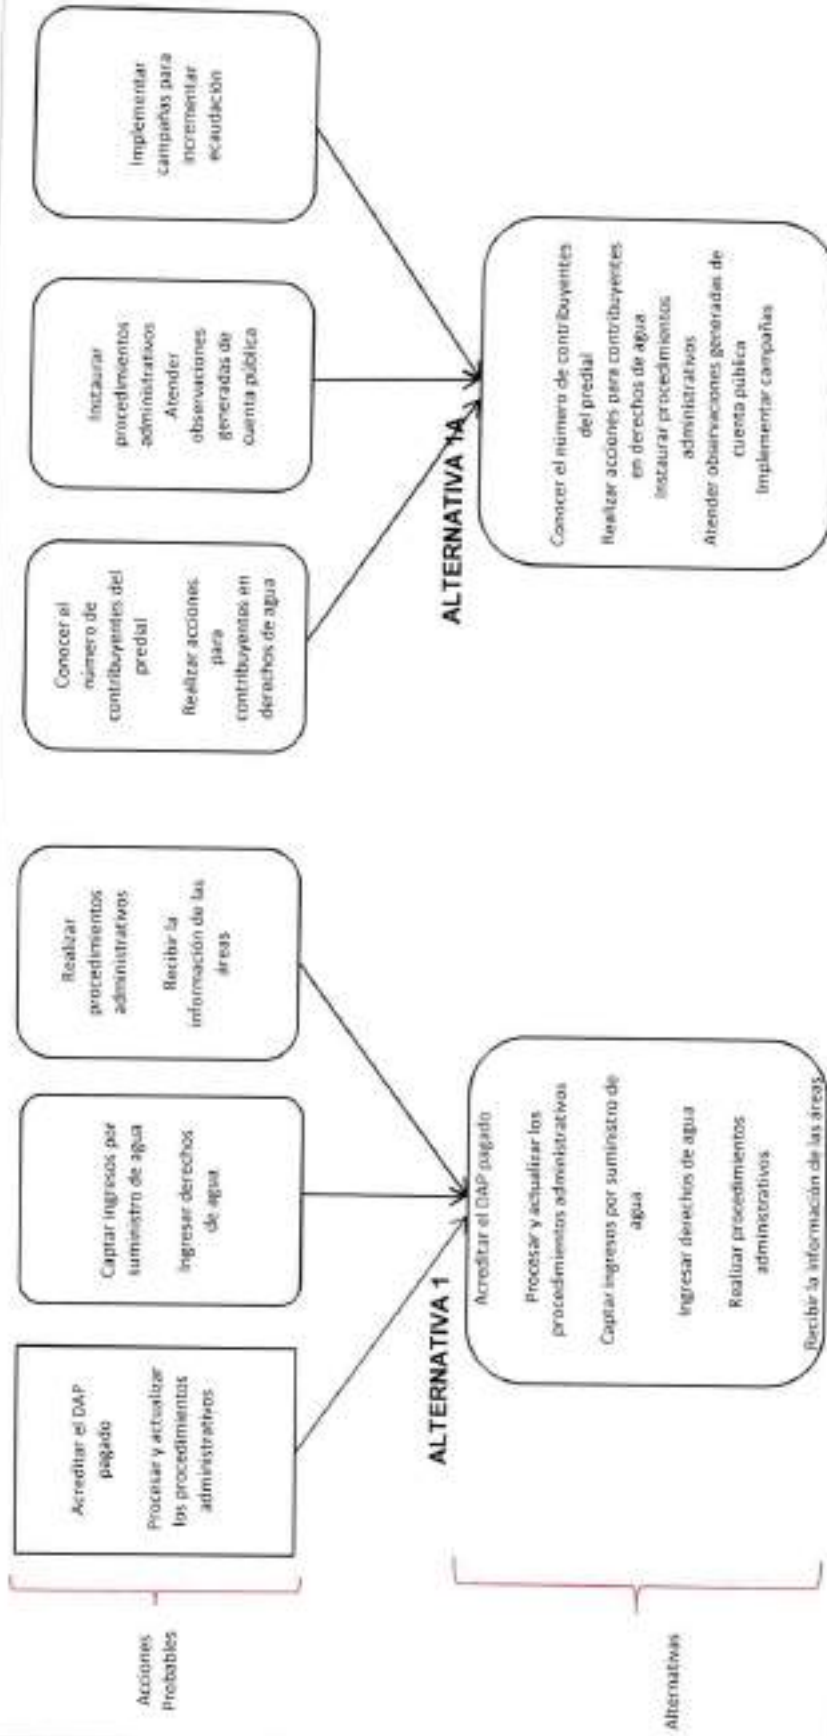 Acciones
Probables
Acreditar el DAP
pagado
Procesar y actualizar
los procedimientos
administrativos
Captar ingresos por
suministro de agua
Ingresar derechos
de agua
Realizar
procedimientos
administrativos
Recibir la
información de las
áreas
Conocer el
número de
contribuyentes del
predial
Realizar acciones
para
contribuyentes en
derechos de agua
Instaurar
procedimientos
administrativos
Atender
observaciones
generadas de
cuenta pública
Implementar
campañas para
incrementar
ecaudación
Alternativas
ALTERNATIVA 1
Acreditar el DAP pagado
Procesar y actualizar los
procedimientos administrativos
Captar ingresos por suministro de
agua
Ingresar derechos de agua
Realizar procedimientos
administrativos
Recibir la información de las áreas
ALTERNATIVA 1A
Conocer el número de contribuyentes
del predial
Realizar acciones para contribuyentes
en derechos de agua
Instaurar procedimientos
administrativos
Atender observaciones generadas de
cuenta pública
Implementar campañas